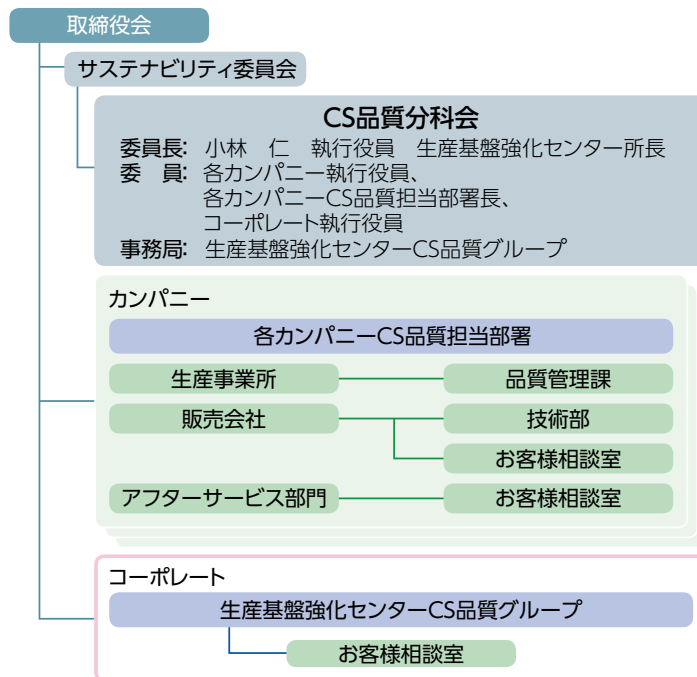 取締役会
サステナビリティ委員会
CS品質分科会
委員長: 小林 仁 執行役員 生産基盤強化センター所長
委 員: 各カンパニー執行役員、
各カンパニーCS品質担当部署長、
コーポレート執行役員
事務局: 生産基盤強化センターCS品質グループ
カンパニー
各カンパニーCS品質担当部署
生産事業所 品質管理課
販売会社 技術部
お客様相談室
アフターサービス部門 お客様相談室
コーポレート
生産基盤強化センターCS品質グループ
お客様相談室